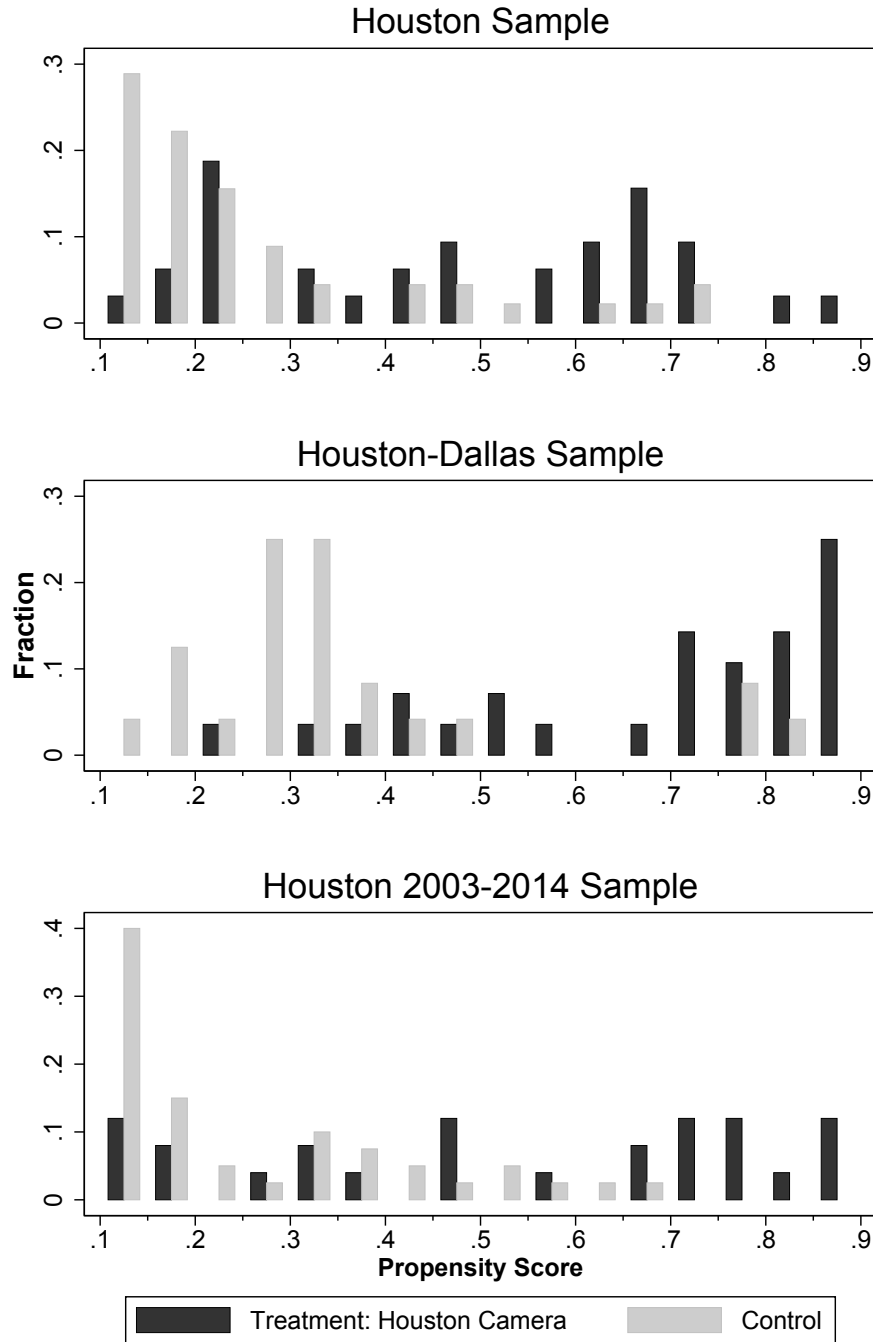 Houston Sample
.3
.2
.1
0
.1 .2 .3 .4 .5 .6 .7 .8 .9
Houston-Dallas Sample
Fraction
.3
.2
.1
0
.1 .2 .3 .4 .5 .6 .7 .8 .9
Houston 2003-2014 Sample
.4
.3
.2
.1
0
.1 .2 .3 .4 .5 .6 .7 .8 .9
Propensity Score
Treatment: Houston Camera Control